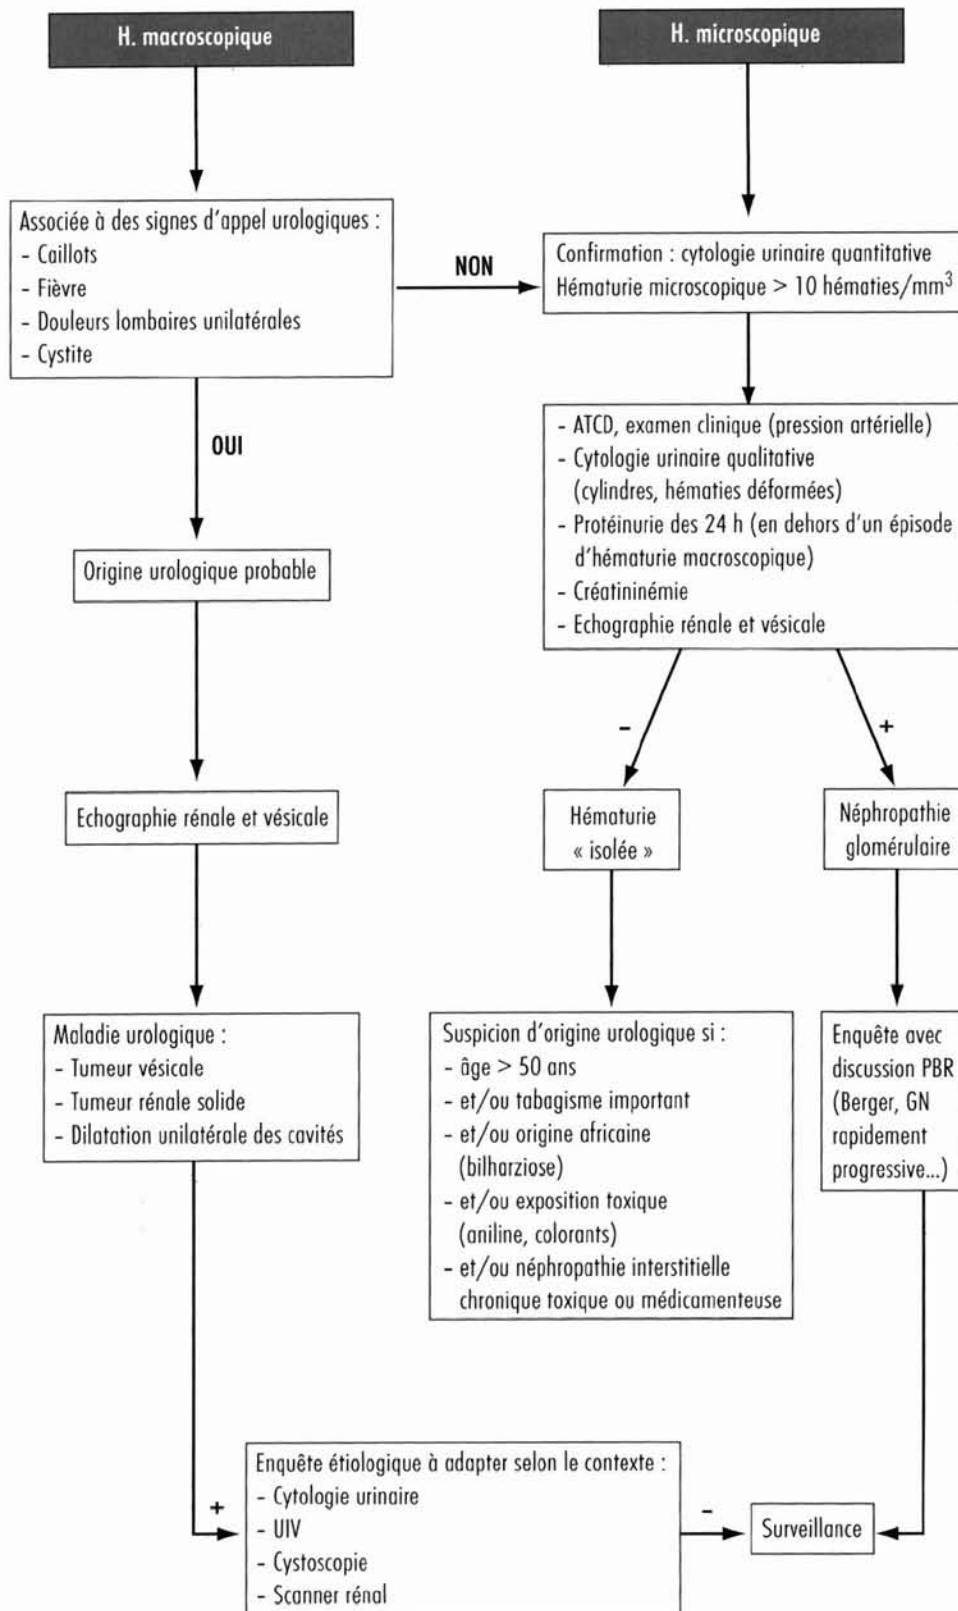 H. macroscopique
H. microscopique
Associée à des signes d'appel urologiques :
- Caillots
- Fièvre
- Douleurs lombaires unilatérales
- Cystite
NON
Confirmation : cytologie urinaire quantitative
Hématurie microscopique > 10 hématies/mm³
OUI
- ATCD, examen clinique (pression artérielle)
- Cytologie urinaire qualitative
(cylindres, hématies déformées)
- Protéinurie des 24 h (en dehors d'un épisode
d'hématurie macroscopique)
- Créatininémie
- Echographie rénale et vésicale
Origine urologique probable
-
+
Echographie rénale et vésicale
Hématurie
« isolée »
Néphropathie
glomérulaire
Maladie urologique :
- Tumeur vésicale
- Tumeur rénale solide
- Dilatation unilatérale des cavités
Suspicion d'origine urologique si :
- âge > 50 ans
- et/ou tabagisme important
- et/ou origine africaine
(bilharziose)
- et/ou exposition toxique
(aniline, colorants)
- et/ou néphropathie interstitielle
chronique toxique ou médicamenteuse
Enquête avec
discussion PBR
(Berger, GN
rapidement
progressive...)
+
Enquête étiologique à adapter selon le contexte :
- Cytologie urinaire
- UIV
- Cystoscopie
- Scanner rénal
-
Surveillance